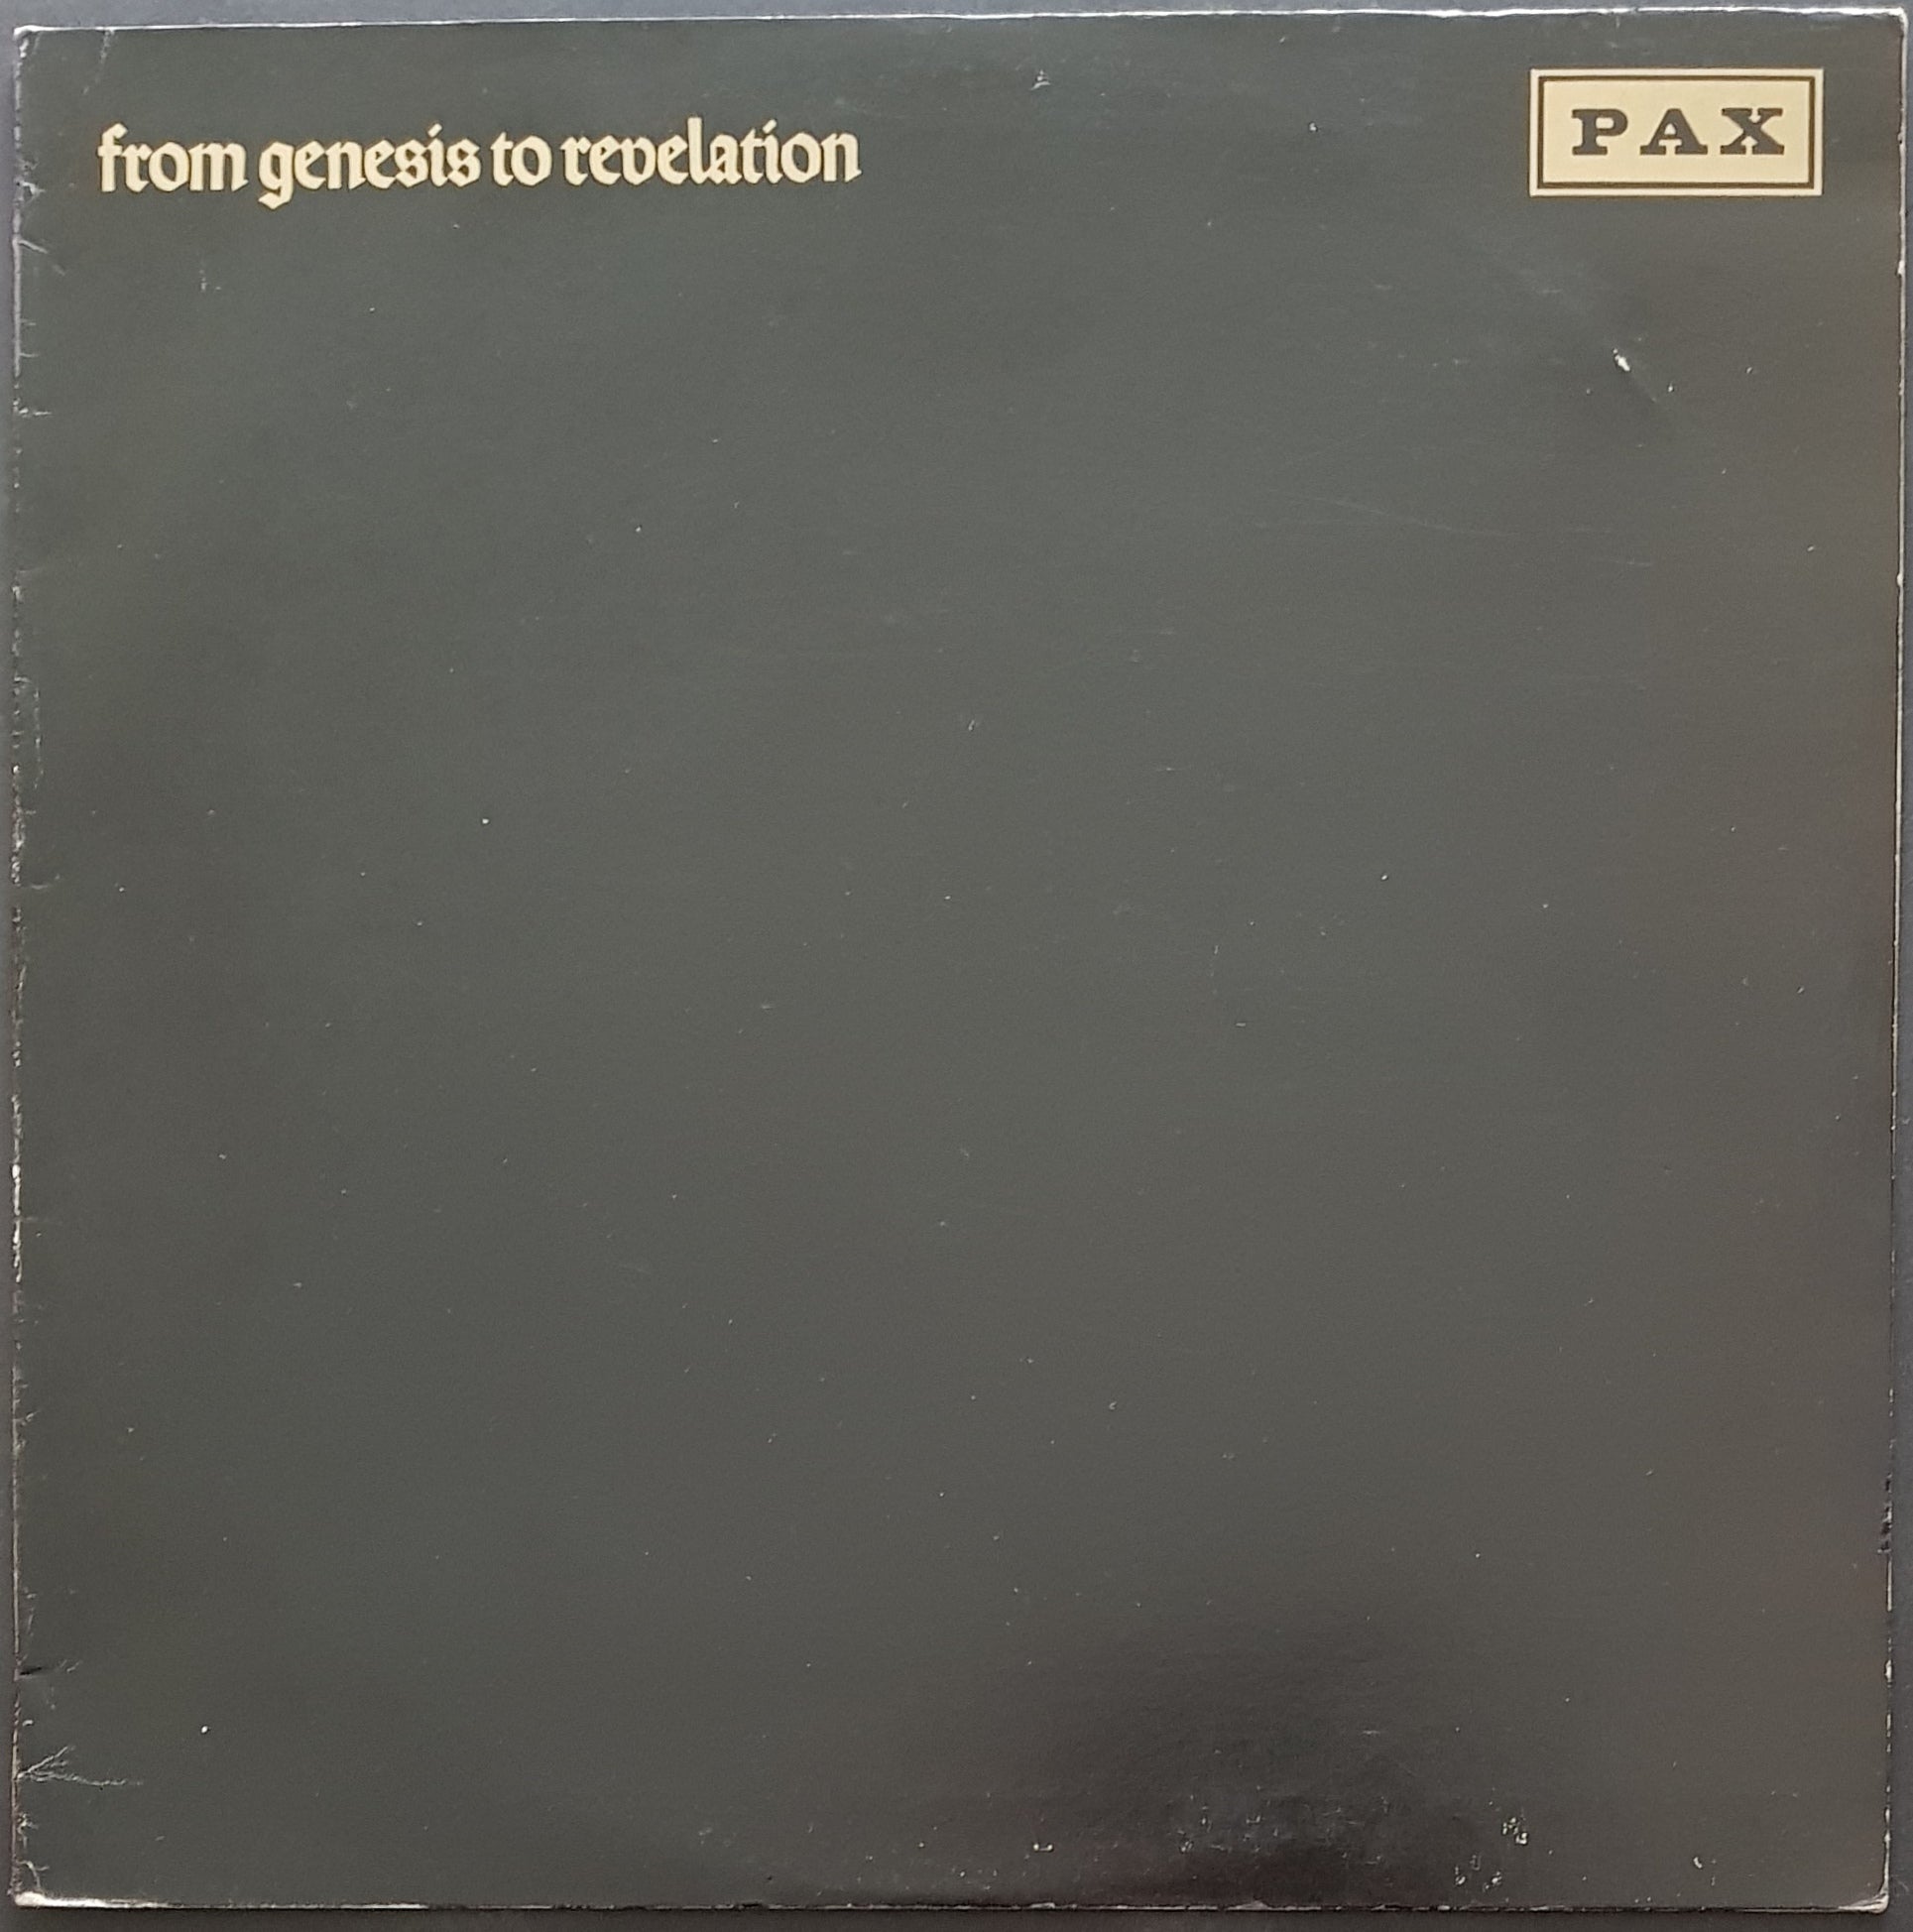 from genesis to revelation
PAX